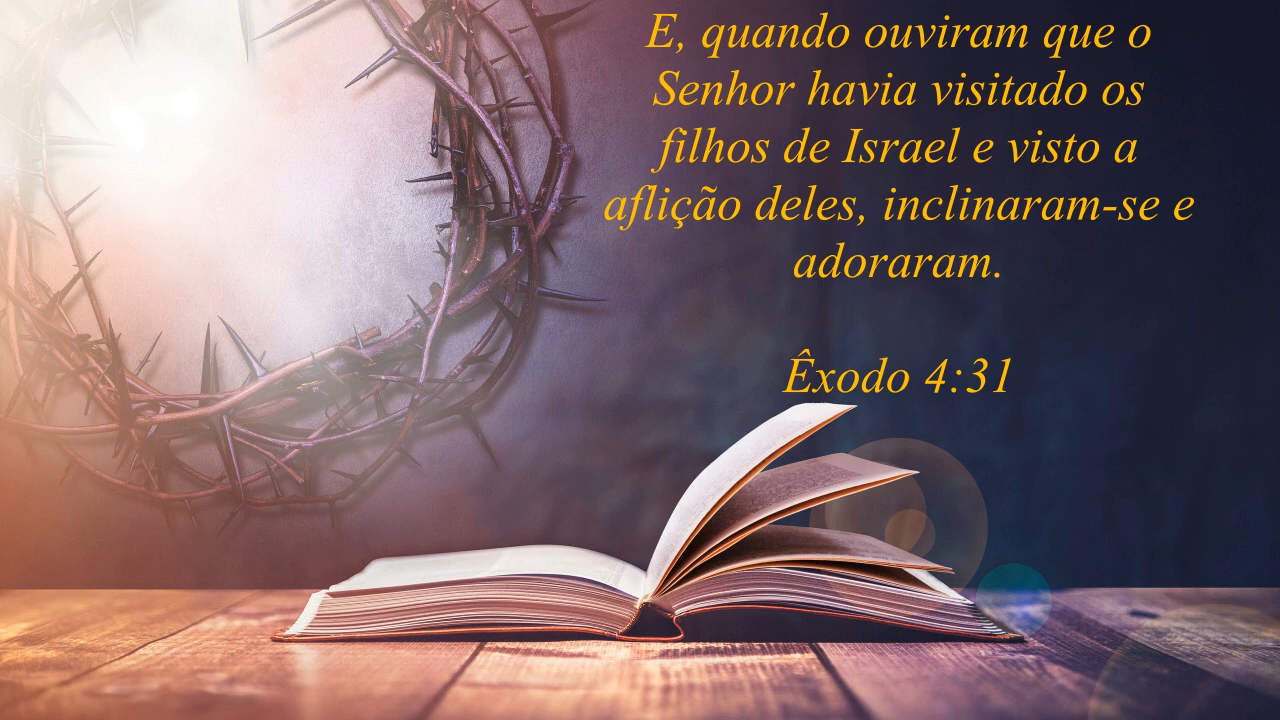 E, quando ouviram que o
Senhor havia visitado os
filhos de Israel e visto a
aflição deles, inclinaram-se e
adoraram.
Êxodo 4:31